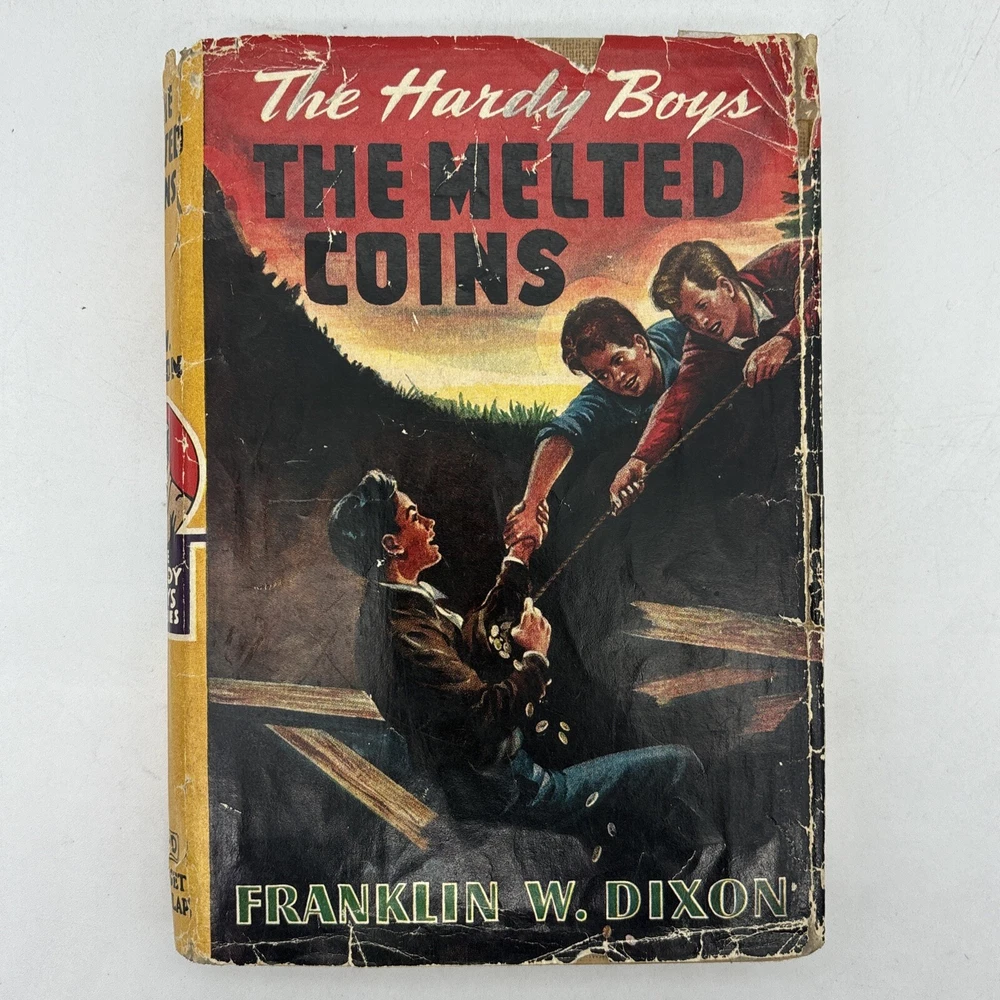 The Hardy Boys
THE MELTED
COINS
FRANKLIN W. DIXON